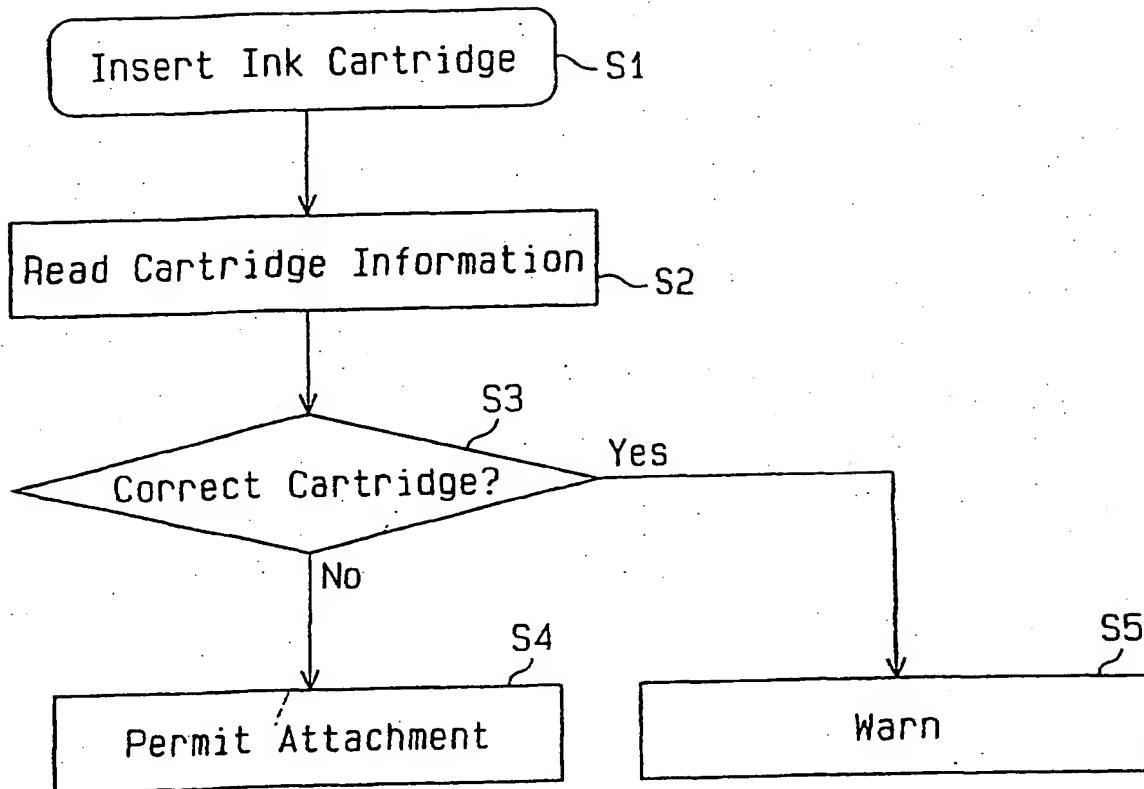 Insert Ink Cartridge
S1
Read Cartridge Information
S2
S3
Correct Cartridge?
Yes
No
S4
Permit Attachment
S5
Warn